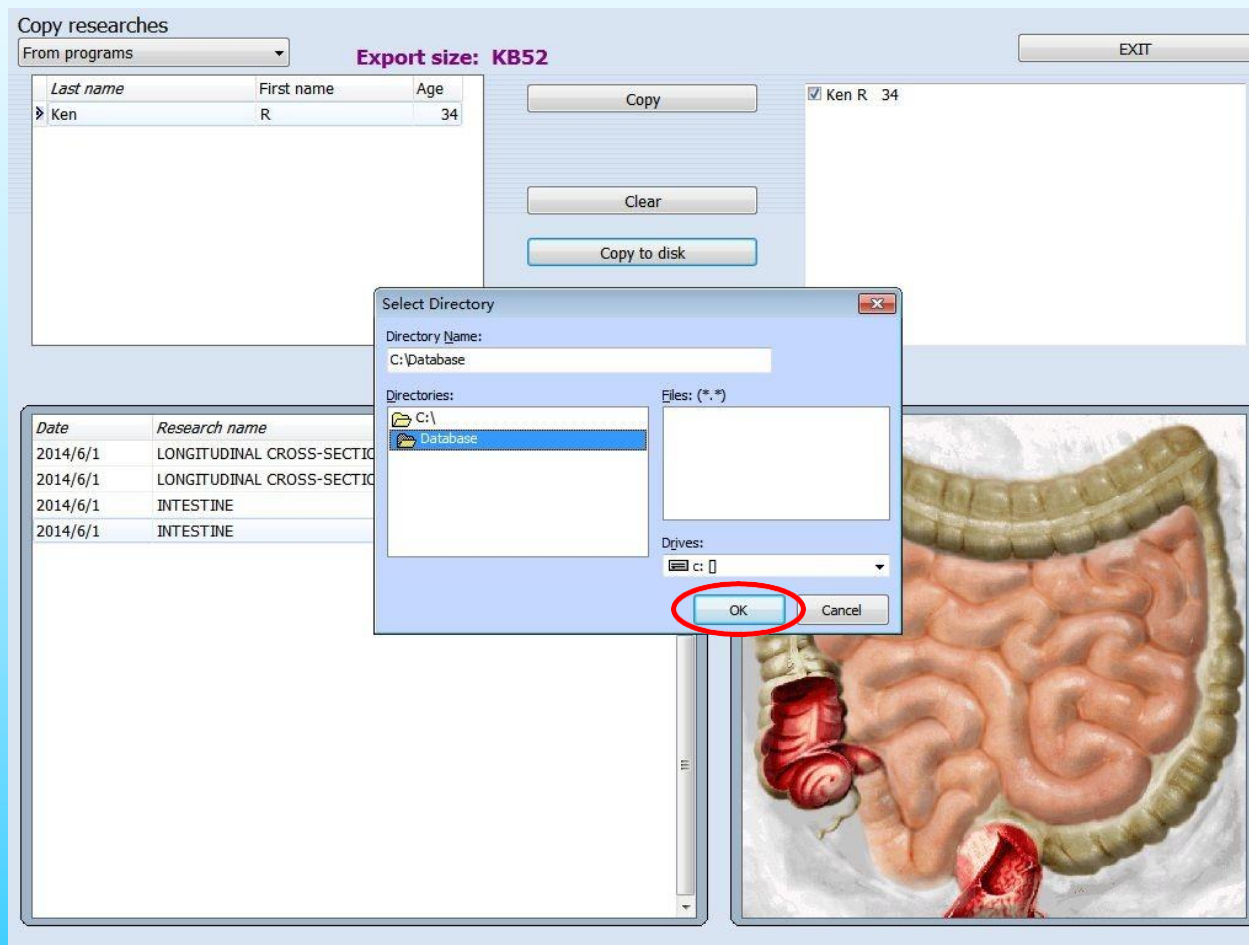 Copy researches
From programs
Export size: KB52
EXIT
Last name First name Age
Ken R 34
Copy
Clear
Copy to disk
Ken R 34
Select Directory
Directory Name:
C:\Database
Directories:
C:\
Database
Files: (*.*)
Drives:
c: []
OK Cancel
Date Research name
2014/6/1 LONGITUDINAL CROSS-SECTIO
2014/6/1 LONGITUDINAL CROSS-SECTIO
2014/6/1 INTESTINE
2014/6/1 INTESTINE